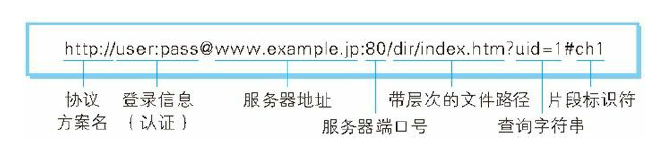 http://user:pass@www.example.jp:80/dir/index.htm?uid=1#ch1
协议 登录信息 服务器地址 带层次的文件路径 片段标识符
方案名 （认证） 服务器端口号 查询字符串